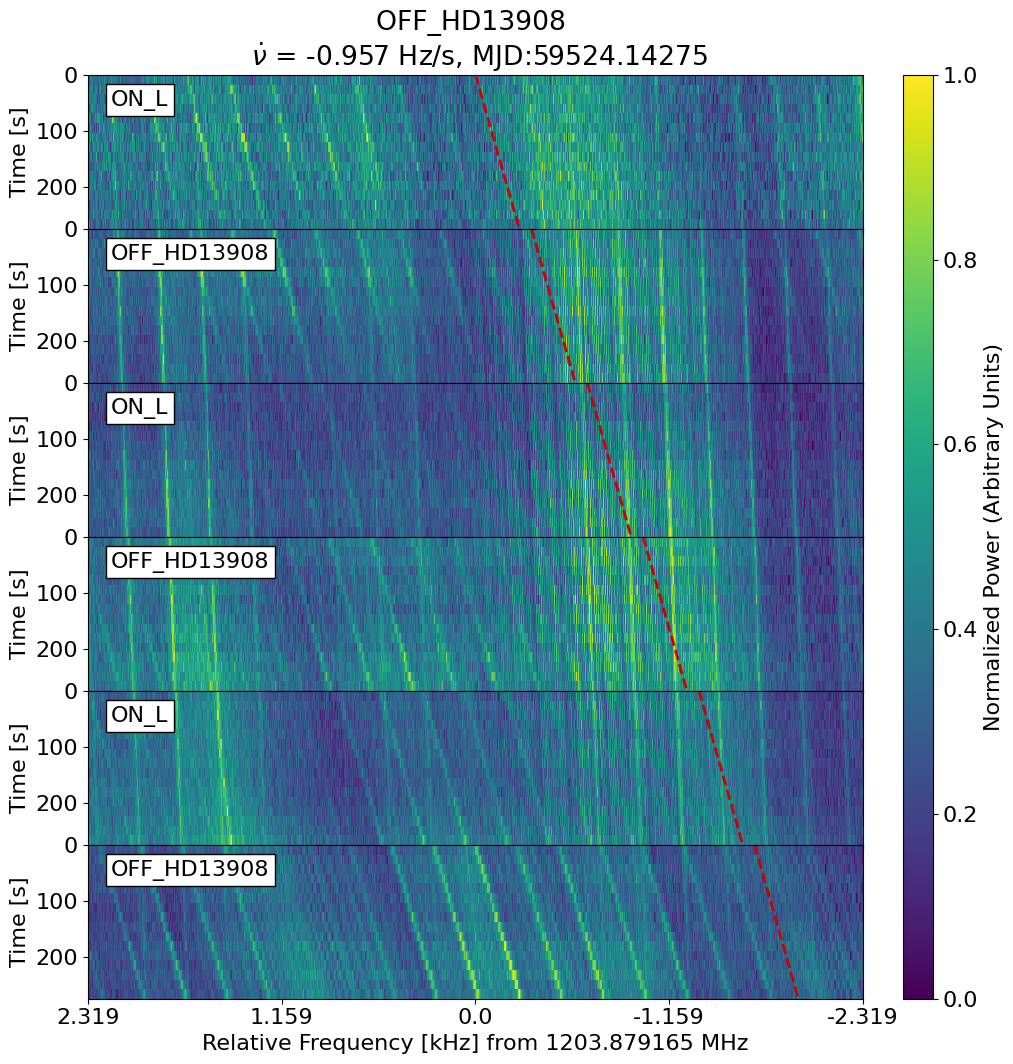 OFF_HD13908
ν̇ = -0.957 Hz/s, MJD:59524.14275
0
ON_L
100
200
Time [s]
0
OFF_HD13908
100
200
Time [s]
0
ON_L
100
200
Time [s]
0
OFF_HD13908
100
200
Time [s]
0
ON_L
100
200
Time [s]
0
OFF_HD13908
100
200
Time [s]
2.319 1.159 0.0 -1.159 -2.319
Relative Frequency [kHz] from 1203.879165 MHz
1.0
0.8
0.6
0.4
0.2
0.0
Normalized Power (Arbitrary Units)